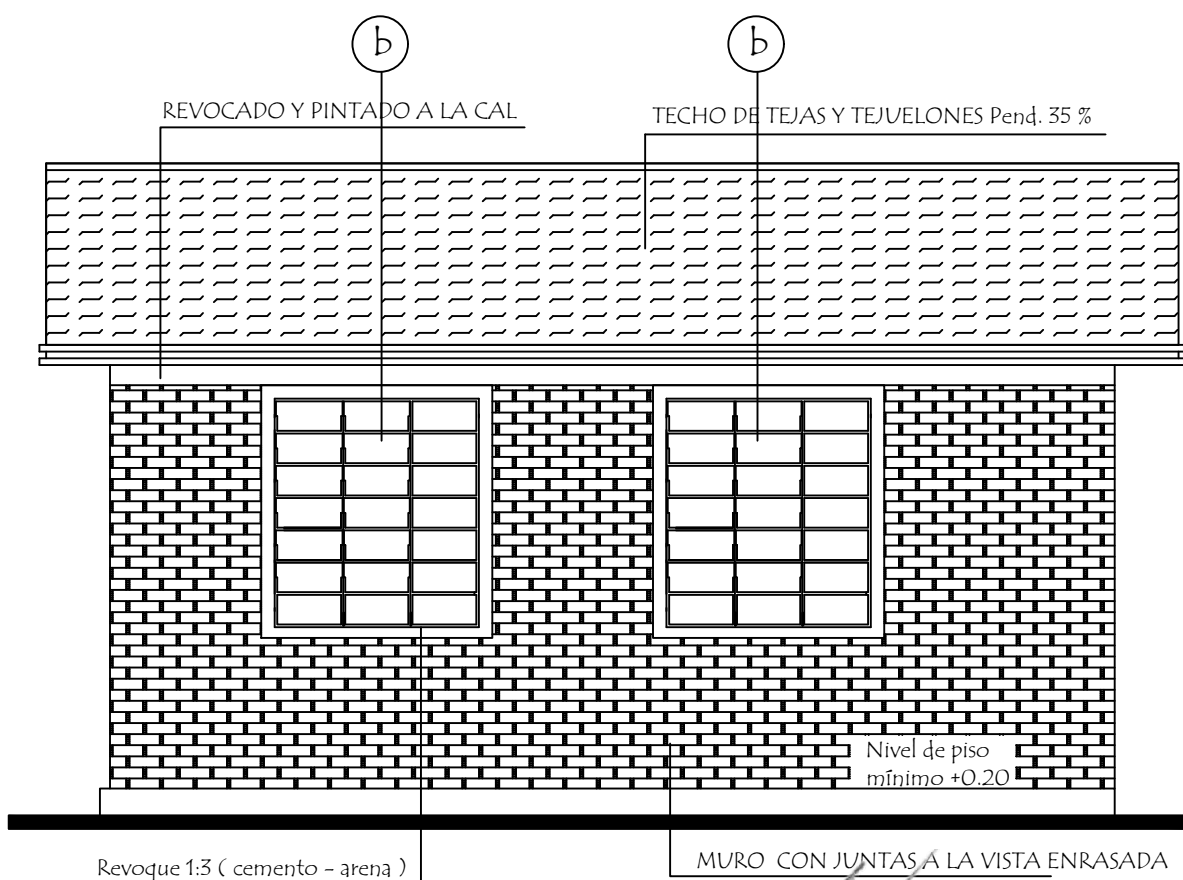 b
b
REVOCADO Y PINTADO A LA CAL
TECHO DE TEJAS Y TEJUELONES Pend. 35 %
Nivel de piso
mínimo +0.20
Revoque 1:3 ( cemento - arena )
MURO CON JUNTAS A LA VISTA ENRASADA